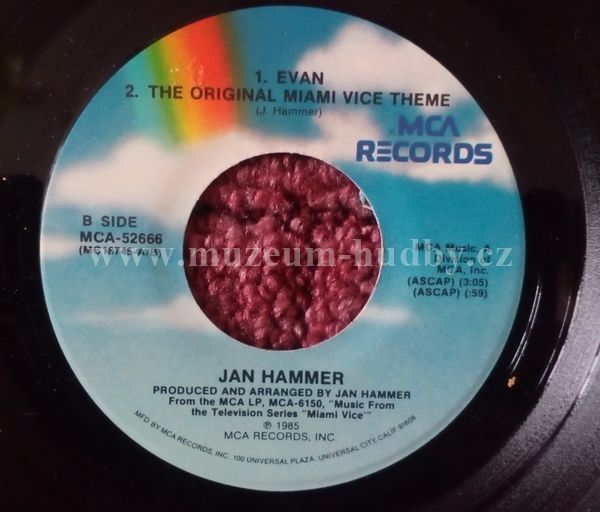 1. EVAN
2. THE ORIGINAL MIAMI VICE THEME
(J. Hammer)
MCA
RECORDS
B SIDE
MCA-52666
MCA Music, A
Division of
MCA, Inc.
(ASCAP) (3:05)
(ASCAP) (:59)
www.muzeum-hudby.cz
JAN HAMMER
PRODUCED AND ARRANGED BY JAN HAMMER
From the MCA LP, MCA-6150, "Music From
the Television Series "Miami Vice""
℗ 1985
MCA RECORDS, INC.
MFD BY MCA RECORDS, INC., 100 UNIVERSAL PLAZA, UNIVERSAL CITY, CALIF. 91608